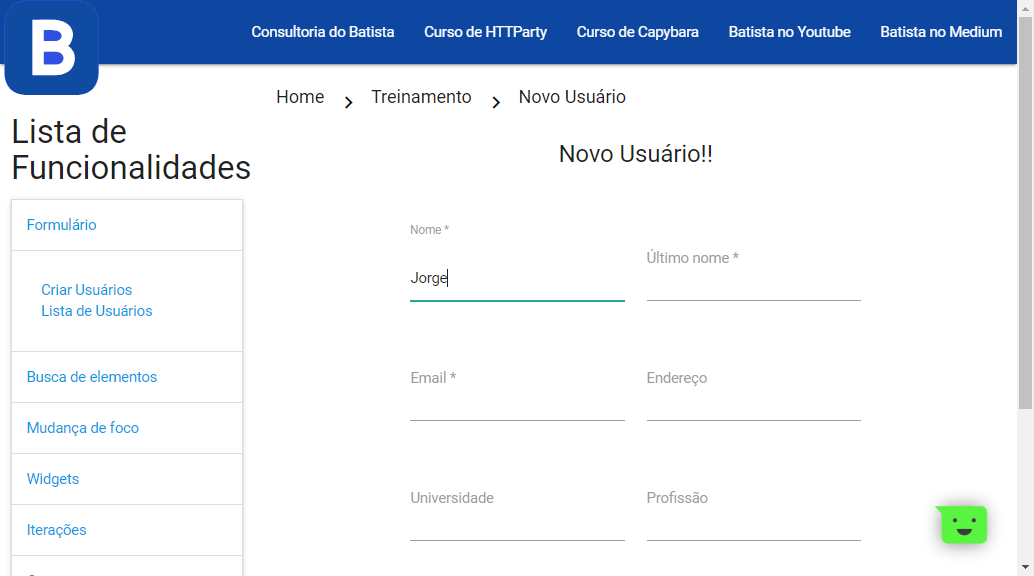 B
Consultoria do Batista
Curso de HTTParty
Curso de Capybara
Batista no Youtube
Batista no Medium
Home
Treinamento
Novo Usuário
Lista de
Funcionalidades
Formulário
Criar Usuários
Lista de Usuários
Busca de elementos
Mudança de foco
Widgets
Iterações
Novo Usuário!!
Nome *
Jorge
Último nome *
Email *
Endereço
Universidade
Profissão